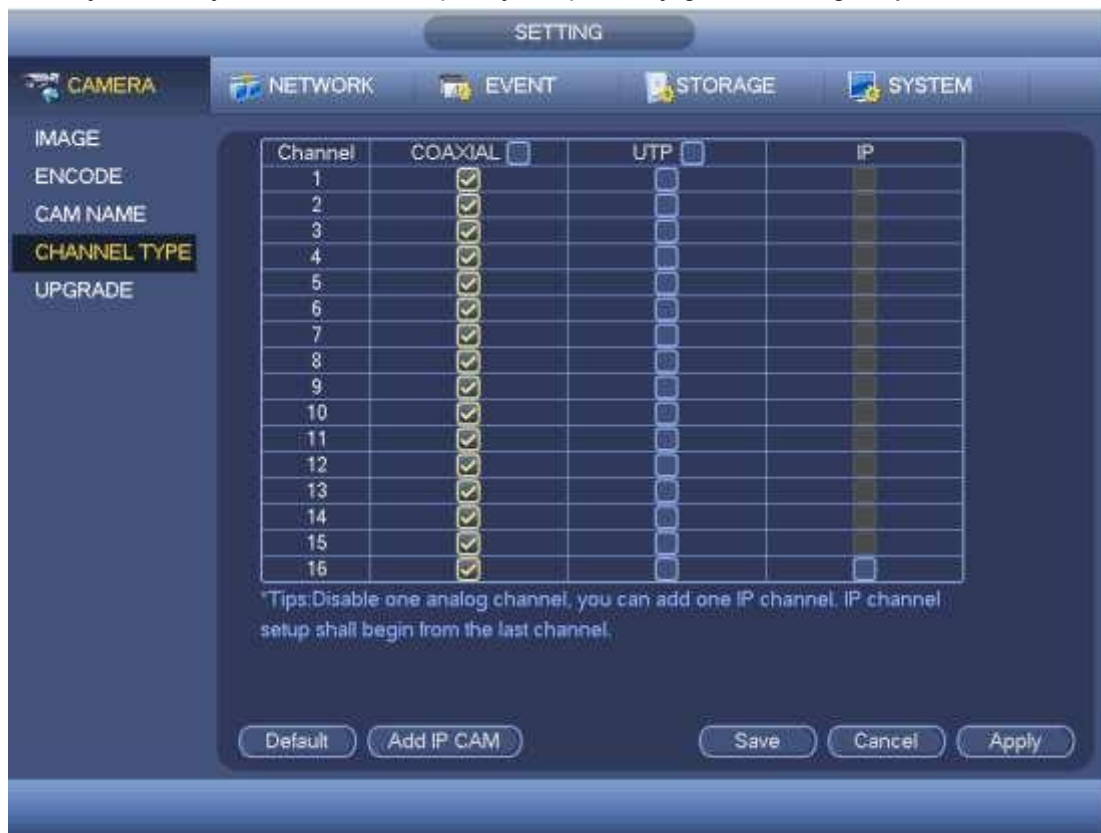 SETTING
CAMERA NETWORK EVENT STORAGE SYSTEM
IMAGE
ENCODE
CAM NAME
CHANNEL TYPE
UPGRADE
Channel COAXIAL UTP IP
1
2
3
4
5
6
7
8
9
10
11
12
13
14
15
16
*Tips:Disable one analog channel, you can add one IP channel. IP channel
setup shall begin from the last channel.
Default Add IP CAM Save Cancel Apply